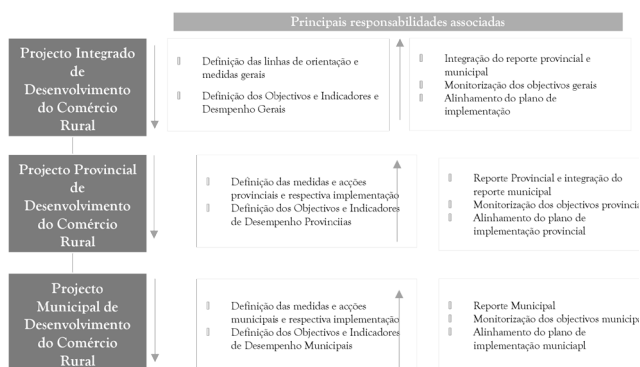 Principais responsabilidades associadas
Projecto Integrado
de
Desenvolvimento
do Comércio
Rural
Definição das linhas de orientação e
medidas gerais
Definição dos Objectivos e Indicadores e
Desmpenho Gerais
Integração do reporte provincial e
municipal
Monitorização dos objectivos gerais
Alinhamento do plano de
implementação
Projecto Provincial
de
Desenvolvimento
do Comércio
Rural
Definição das medidas e acções
provinciais e respectiva implementação
Definição dos Objectivos e Indicadores
de Desempenho Provinciias
Reporte Provincial e integração do
reporte municipal
Monitorização dos objectivos
Alinhamento do plano de
implementação provincial
Projecto
Municipal de
Desenvolvimento
do Comércio
Rural
Definição das medidas e acções
municipais e respectiva implementação
Definição dos Objectivos e Indicadores
de Desempenho Municipais
Reporte Municipal
Monitorização dos objectivos
Alinhamento do plano de
implementação municiapl